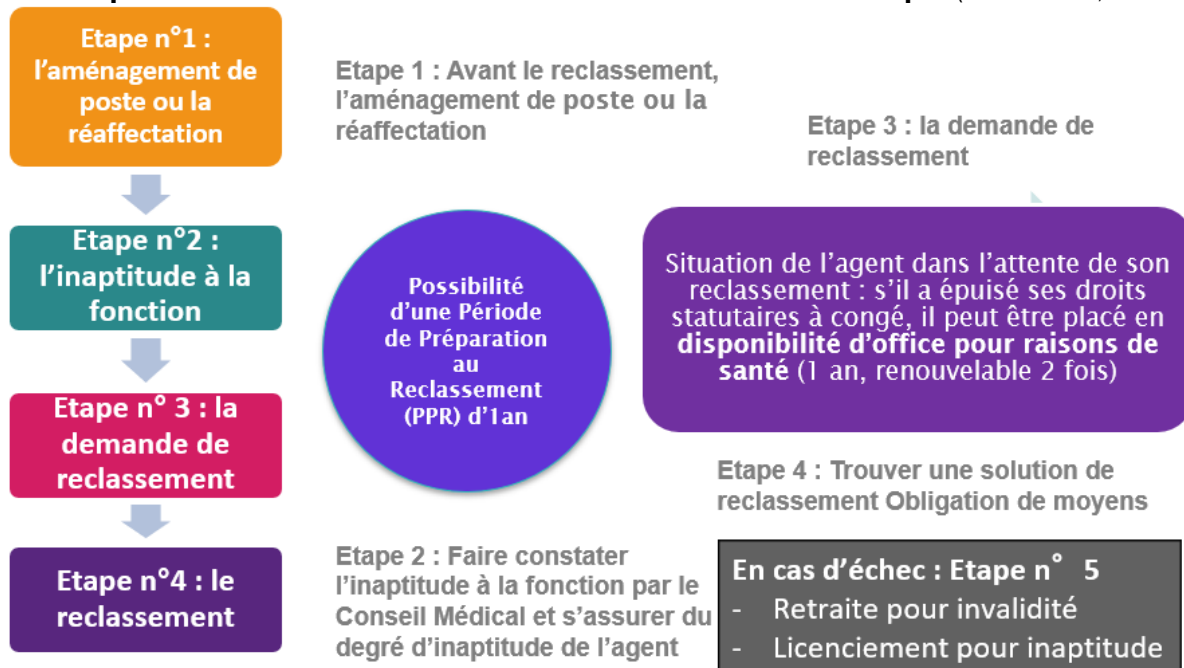 Etape n°1 :
l’aménagement de
poste ou la
réaffectation
Etape n°2 :
l’inaptitude à la
fonction
Etape n° 3 : la
demande de
reclassement
Etape n°4 : le
reclassement
Etape 1 : Avant le reclassement,
l’aménagement de poste ou la
réaffectation
Possibilité
d’une Période
de Préparation
au
Reclassement
(PPR) d’1an
Etape 2 : Faire constater
l’inaptitude à la fonction par le
Conseil Médical et s’assurer du
degré d’inaptitude de l’agent
Etape 3 : la demande de
reclassement
Situation de l’agent dans l’attente de son
reclassement : s’il a épuisé ses droits
statutaires à congé, il peut être placé en
disponibilité d’office pour raisons de
santé (1 an, renouvelable 2 fois)
Etape 4 : Trouver une solution de
reclassement Obligation de moyens
En cas d’échec : Etape n° 5
- Retraite pour invalidité
- Licenciement pour inaptitude